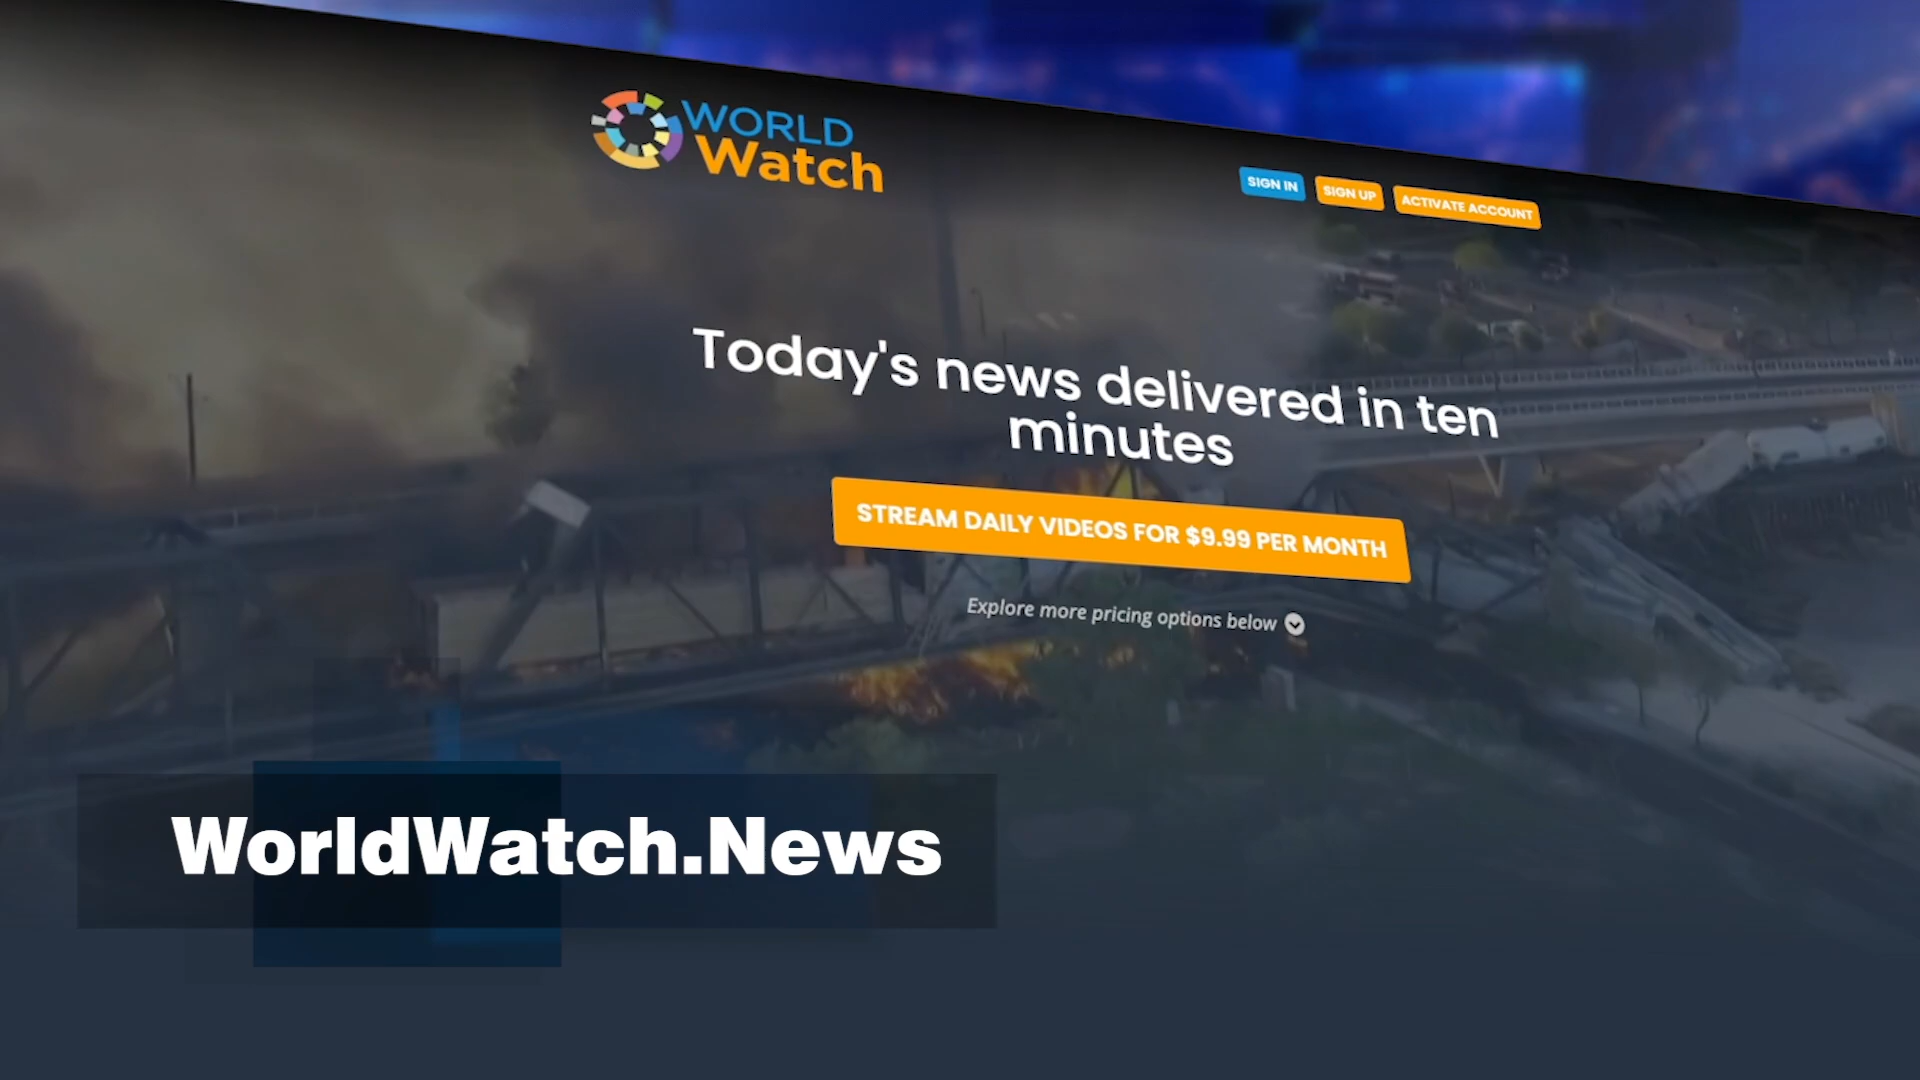 WORLD
Watch
SIGN IN
SIGN UP
ACTIVATE ACCOUNT
Today's news delivered in ten
minutes
STREAM DAILY VIDEOS FOR $9.99 PER MONTH
Explore more pricing options below
WorldWatch.News